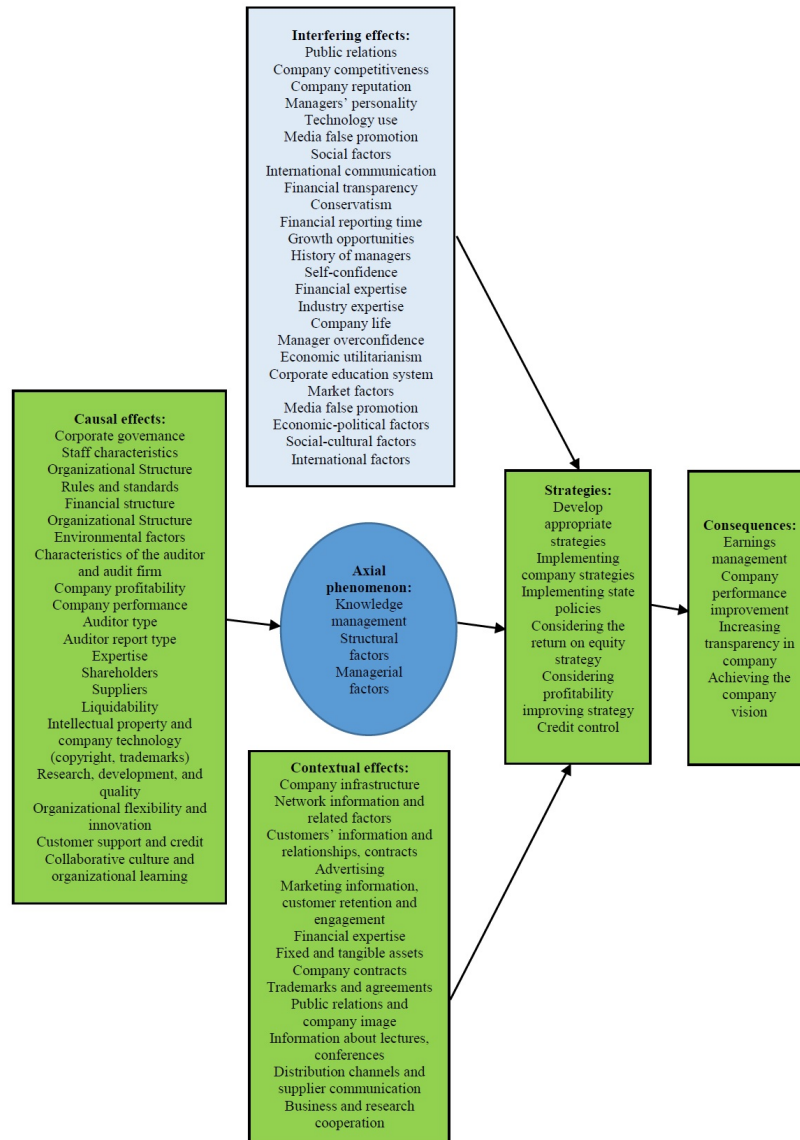 Interfering effects:
Public relations
Company competitiveness
Company reputation
Managers' personality
Technology use
Media false promotion
Social factors
International communication
Financial transparency
Conservatism
Financial reporting time
Growth opportunities
History of managers
Self-confidence
Financial expertise
Industry expertise
Company life
Manager overconfidence
Economic utilitarianism
Corporate education system
Market factors
Media false promotion
Economic-political factors
Social-cultural factors
International factors
Causal effects:
Corporate governance
Staff characteristics
Organizational Structure
Rules and standards
Financial structure
Organizational Structure
Environmental factors
Characteristics of the auditor
and audit firm
Company profitability
Company performance
Auditor type
Auditor report type
Expertise
Shareholders
Suppliers
Liquidability
Intellectual property and
company technology
(copyright, trademarks)
Research, development, and
quality
Organizational flexibility and
innovation
Customer support and credit
Collaborative culture and
organizational learning
Axial
phenomenon:
Knowledge
management
Structural
factors
Managerial
factors
Contextual effects:
Company infrastructure
Network information and
related factors
Customers' information and
relationships, contracts
Advertising
Marketing information,
customer retention and
engagement
Financial expertise
Fixed and tangible assets
Company contracts
Trademarks and agreements
Public relations and
company image
Information about lectures,
conferences
Distribution channels and
supplier communication
Business and research
cooperation
Strategies:
Develop
appropriate
strategies
Implementing
company strategies
Implementing state
policies
Considering the
return on equity
strategy
Considering
profitability
improving strategy
Credit control
Consequences:
Earnings
management
Company
performance
improvement
Increasing
transparency in
company
Achieving the
company
vision